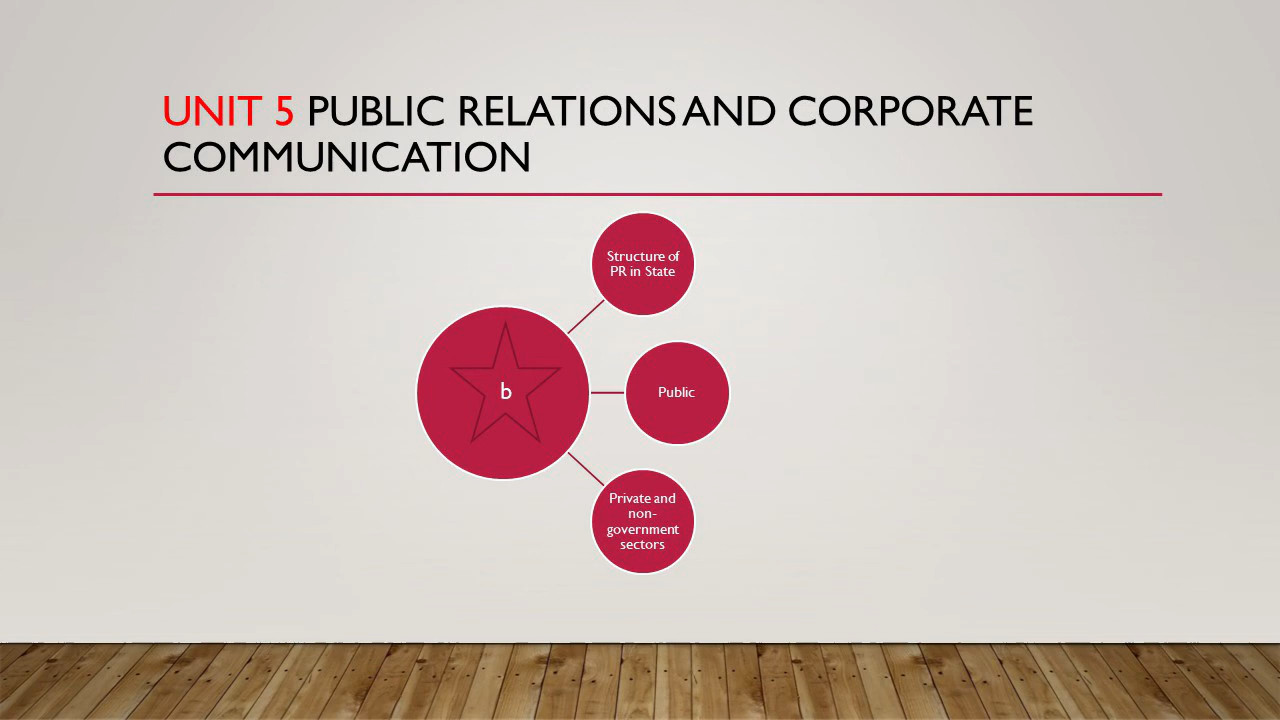 UNIT 5 PUBLIC RELATIONS AND CORPORATE
COMMUNICATION
Structure of
PR in State
b
Public
Private and
non-
government
sectors